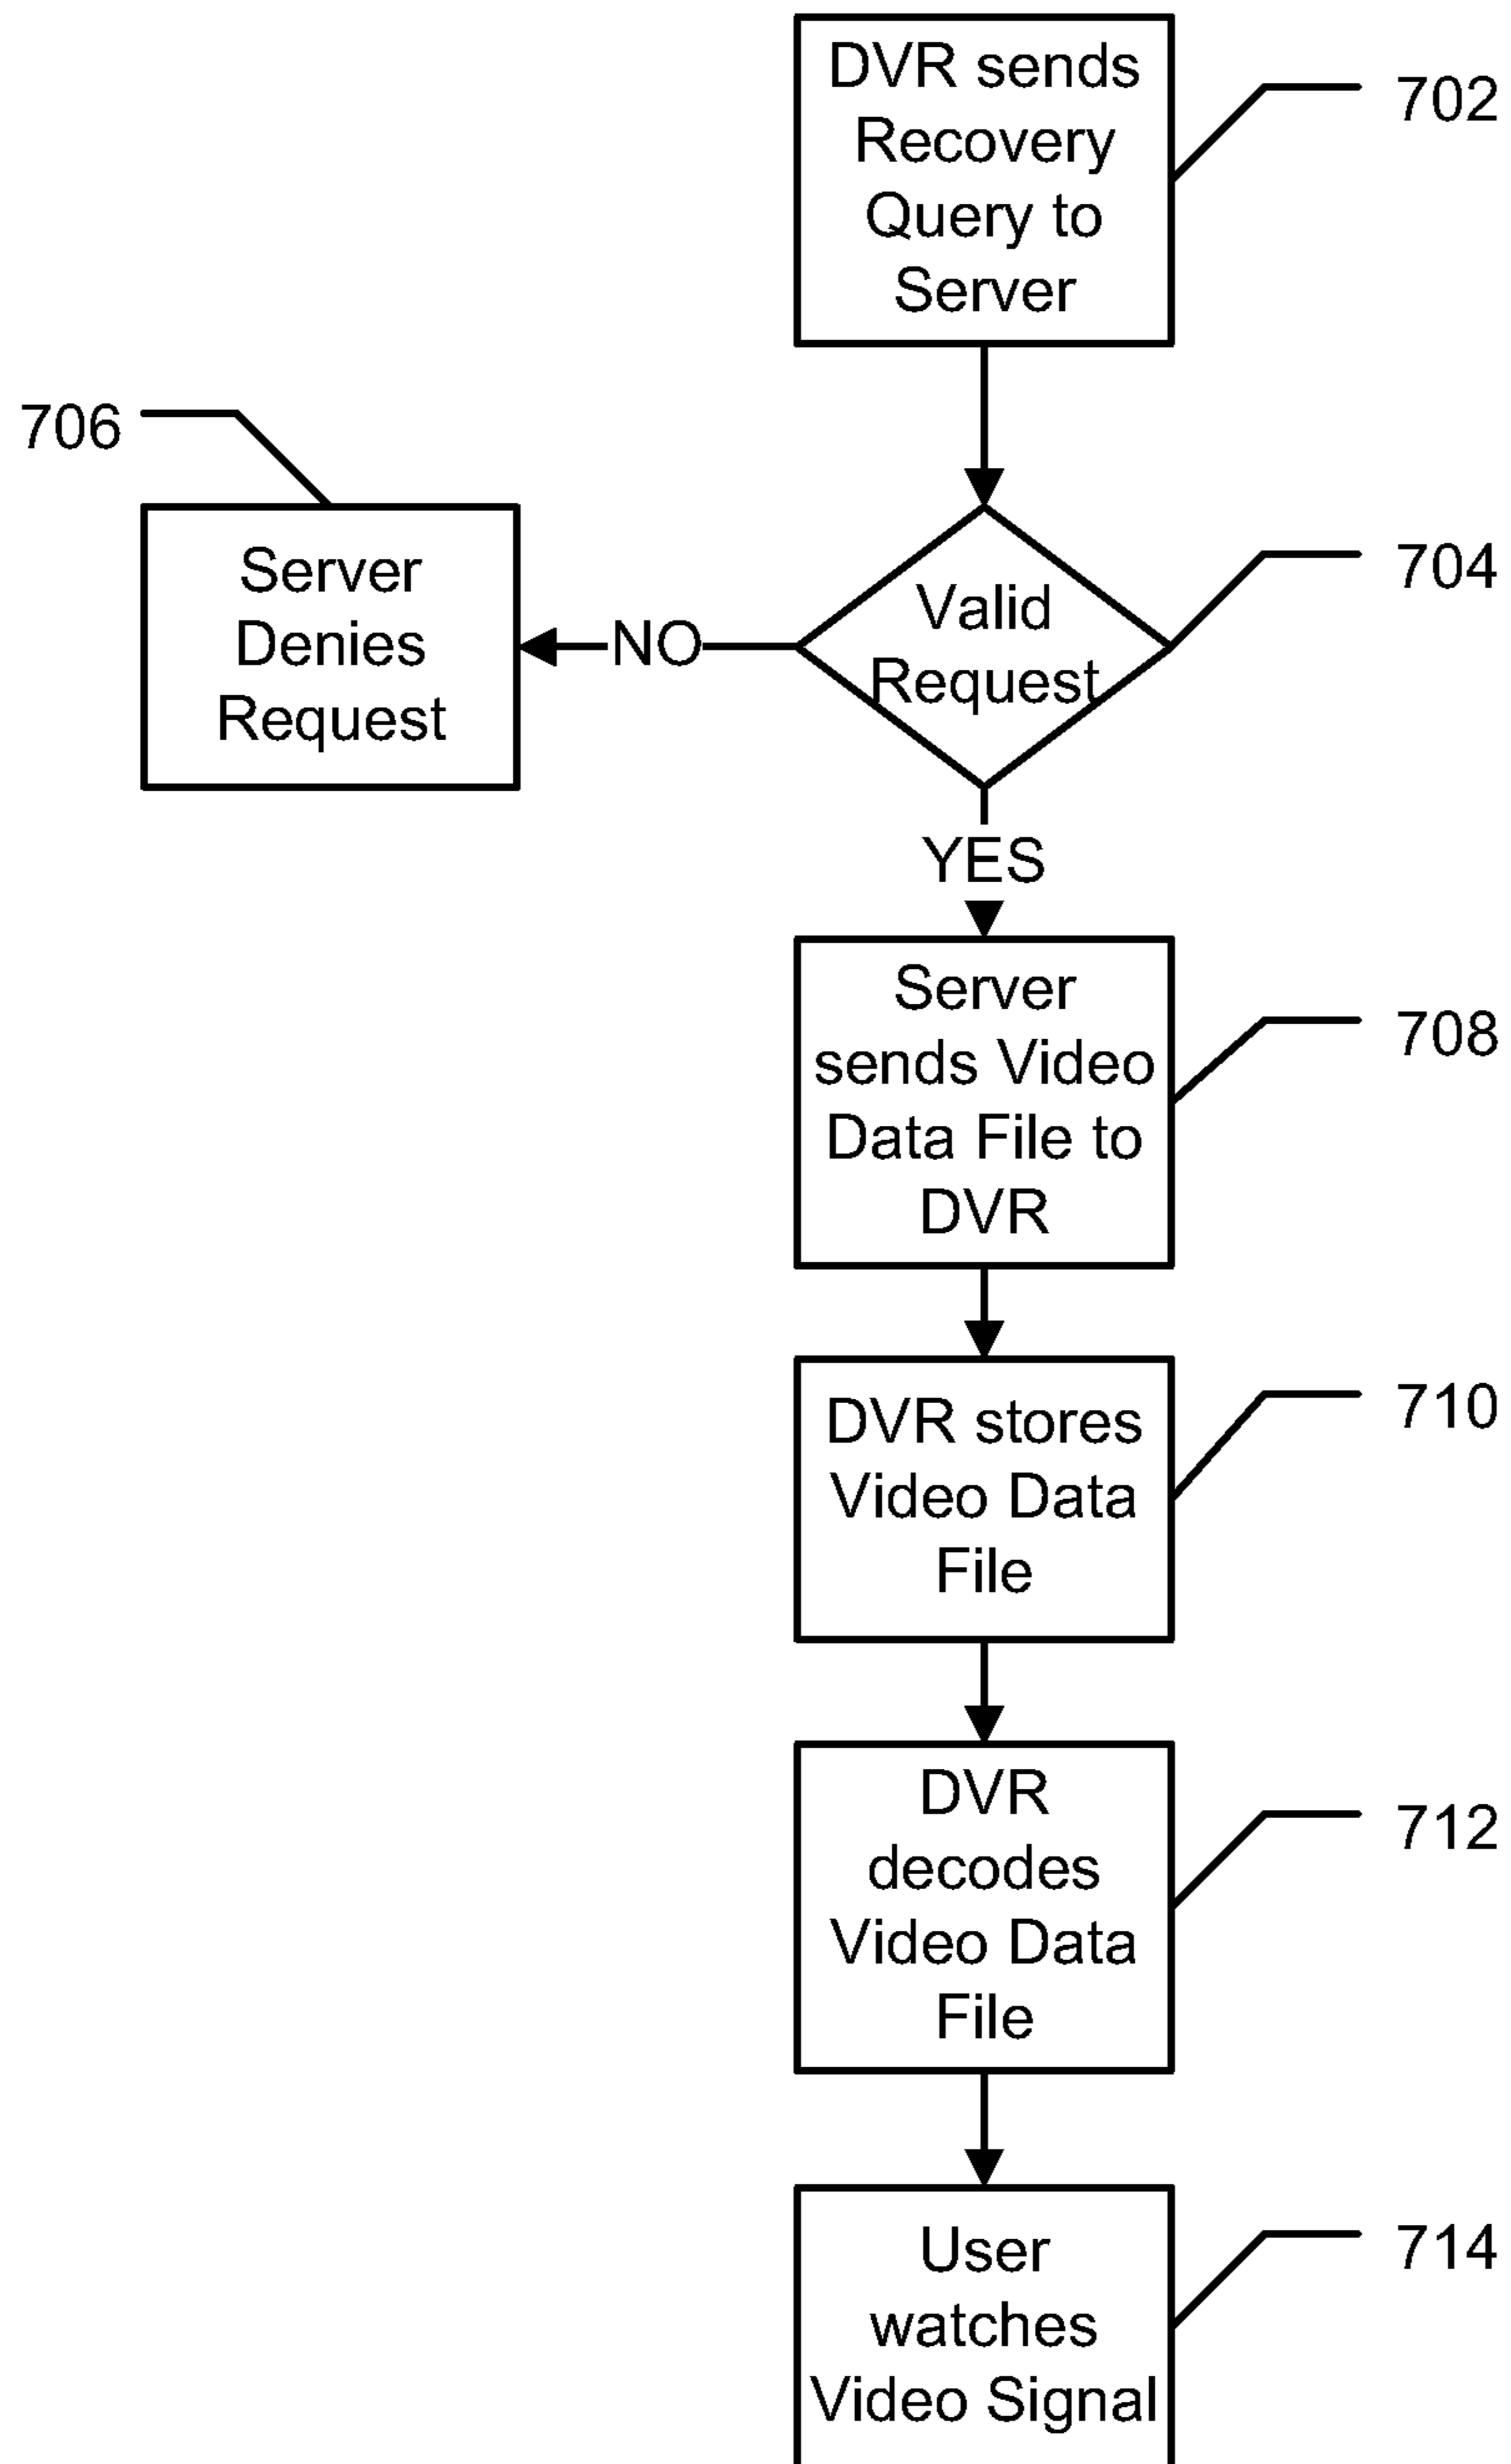 DVR sends
Recovery
Query to
Server
702
706
Server
Denies
Request
NO
Valid
Request
704
YES
Server
sends Video
Data File to
DVR
708
DVR stores
Video Data
File
710
DVR
decodes
Video Data
File
712
User
watches
Video Signal
714